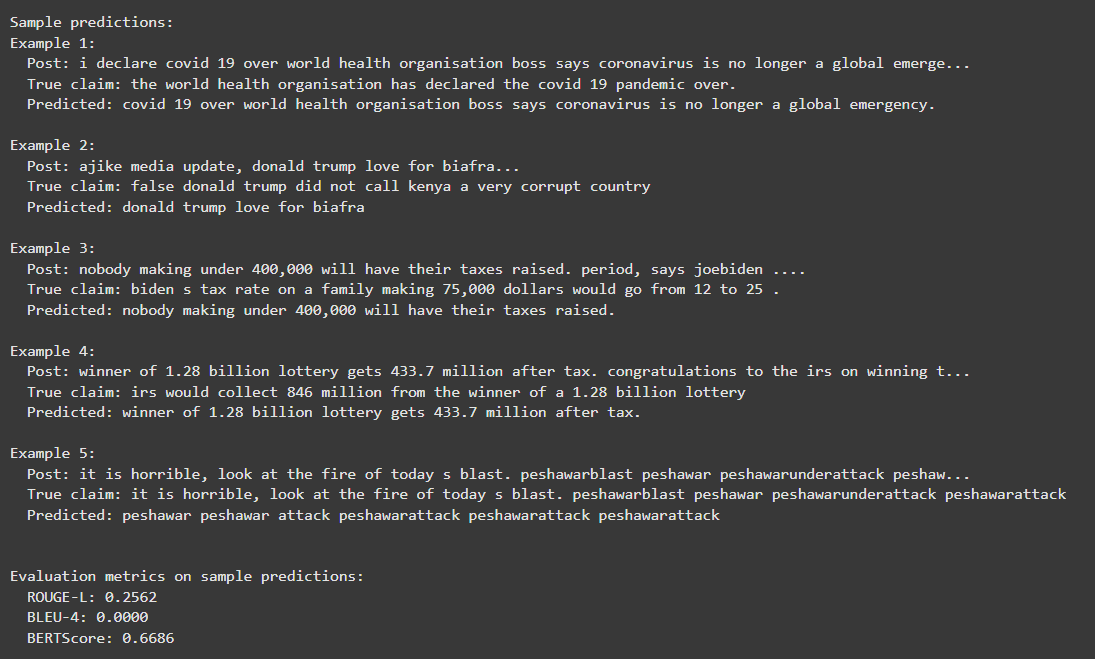 Sample predictions:
Example 1:
Post: i declare covid 19 over world health organisation boss says coronavirus is no longer a global emerge...
True claim: the world health organisation has declared the covid 19 pandemic over.
Predicted: covid 19 over world health organisation boss says coronavirus is no longer a global emergency.
Example 2:
Post: ajike media update, donald trump love for biafra...
True claim: false donald trump did not call kenya a very corrupt country
Predicted: donald trump love for biafra
Example 3:
Post: nobody making under 400,000 will have their taxes raised. period, says joebiden ....
True claim: biden s tax rate on a family making 75,000 dollars would go from 12 to 25 .
Predicted: nobody making under 400,000 will have their taxes raised.
Example 4:
Post: winner of 1.28 billion lottery gets 433.7 million after tax. congratulations to the irs on winning t...
True claim: irs would collect 846 million from the winner of a 1.28 billion lottery
Predicted: winner of 1.28 billion lottery gets 433.7 million after tax.
Example 5:
Post: it is horrible, look at the fire of today s blast. peshawarblast peshawar peshawarunderattack peshaw...
True claim: it is horrible, look at the fire of today s blast. peshawarblast peshawar peshawarunderattack peshawarattack
Predicted: peshawar peshawar attack peshawarattack peshawarattack peshawarattack
Evaluation metrics on sample predictions:
ROUGE-L: 0.2562
BLEU-4: 0.0000
BERTScore: 0.6686